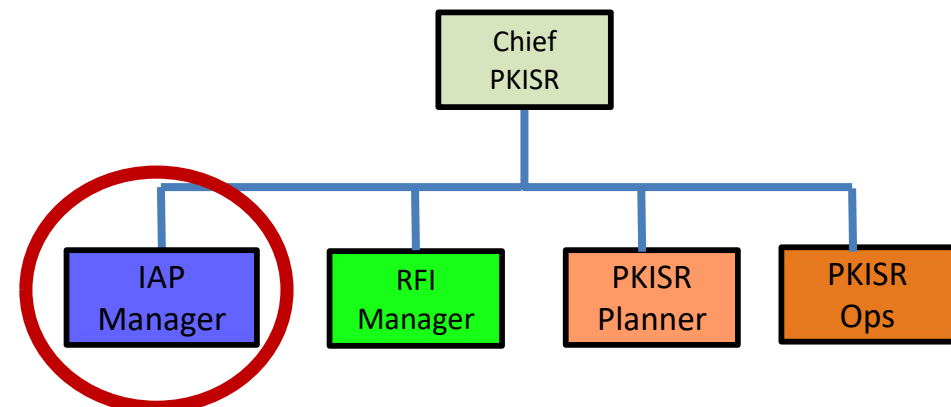 Chief
PKISR
IAP
Manager
RFI
Manager
PKISR
Planner
PKISR
Ops